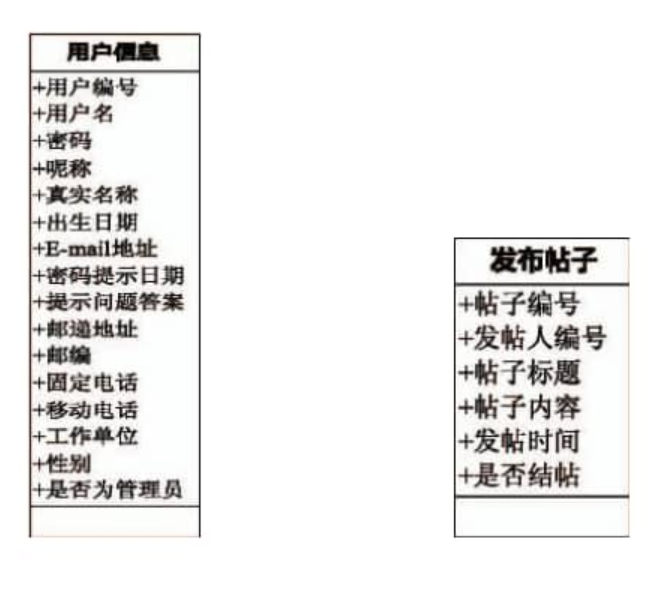 用户信息
+用户编号
+用户名
+密码
+昵称
+真实名称
+出生日期
+E-mail地址
+密码提示日期
+提示问题答案
+邮递地址
+邮编
+固定电话
+移动电话
+工作单位
+性别
+是否为管理员
发布帖子
+帖子编号
+发帖人编号
+帖子标题
+帖子内容
+发帖时间
+是否结帖